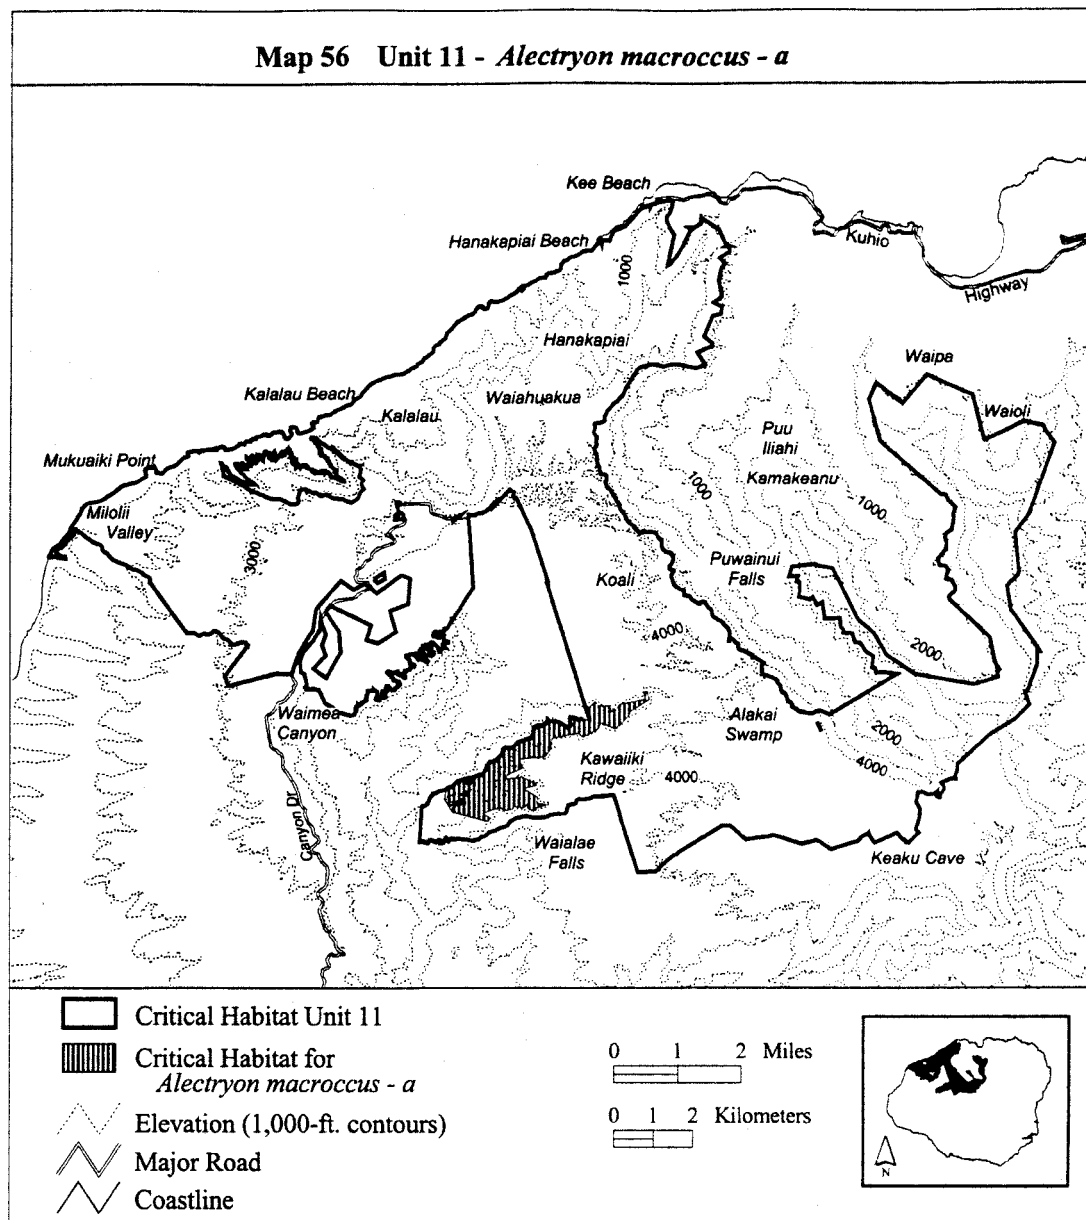 Map 56 Unit 11 - Alectryon macroccus - a
Kee Beach
Hanakapiai Beach
Kuhio
Highway
1000
Hanakapiai
Waipa
Kalalau Beach
Waiahuakua
Kalalau
Waioli
Puu
Iliahi
Mukuaiki Point
Kamakeanu
1000
1000
Milolii
Valley
3000
Puwainui
Falls
Koali
4000
2000
Waimea
Canyon
Alakai
Swamp
2000
Kawaiiki
Ridge
4000
4000
Canyon Dr
Waialae
Falls
Keaku Cave
Critical Habitat Unit 11
Critical Habitat for
Alectryon macroccus - a
Elevation (1,000-ft. contours)
Major Road
Coastline
0 1 2 Miles
0 1 2 Kilometers
N